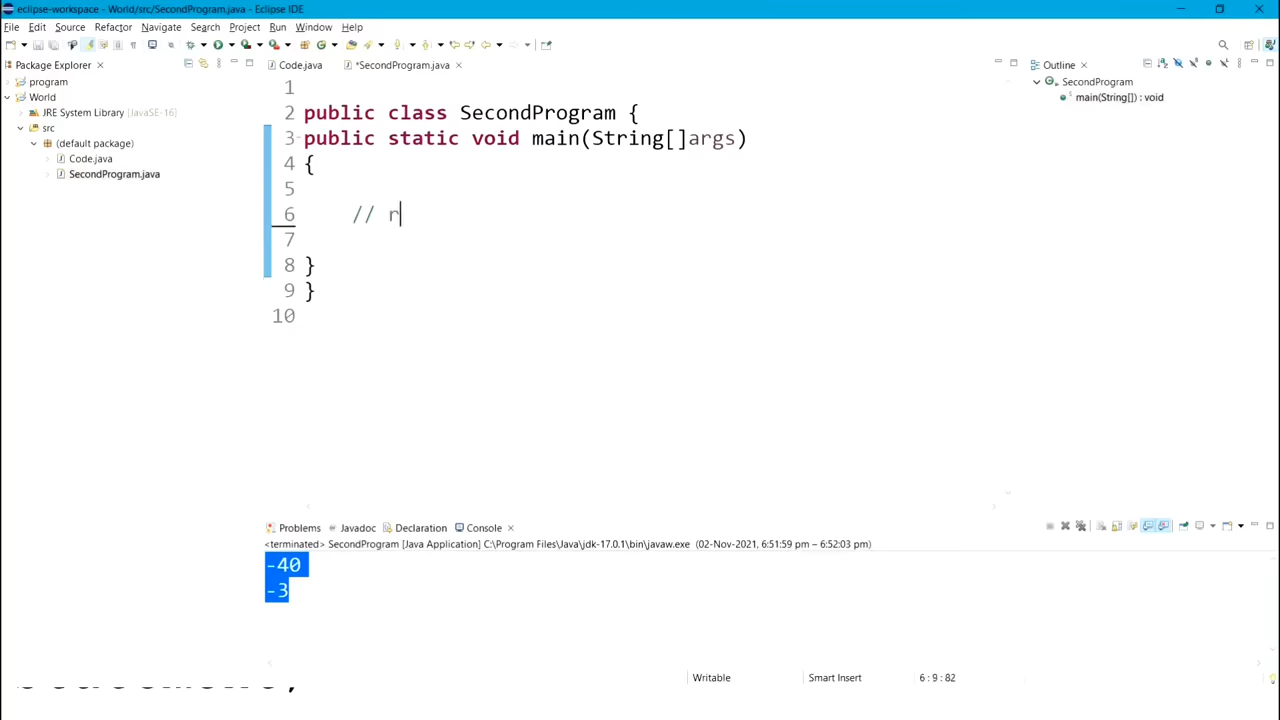 eclipse-workspace - World/src/SecondProgram.java - Eclipse IDE
File Edit Source Refactor Navigate Search Project Run Window Help
Package Explorer
program
World
JRE System Library [JavaSE-16]
src
(default package)
Code.java
SecondProgram.java
Code.java *SecondProgram.java
1
2 public class SecondProgram {
3 public static void main(String[]args)
4 {
5
6 // r
7
8 }
9 }
10
Outline
SecondProgram
main(String[]) : void
Problems Javadoc Declaration Console
<terminated> SecondProgram [Java Application] C:\Program Files\Java\jdk-17.0.1\bin\javaw.exe (02-Nov-2021, 6:51:59 pm – 6:52:03 pm)
-40
-3
Writable Smart Insert 6 : 9 : 82